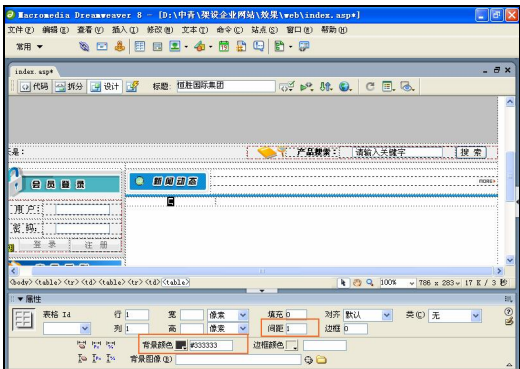 Macromedia Dreamweaver 8 - [D:\中青\架设企业网站\效果\web\index.asp*]
文件(F) 编辑(E) 查看(V) 插入(I) 修改(M) 文本(T) 命令(C) 站点(S) 窗口(W) 帮助(H)
常用
index.asp*
代码 拆分 设计 标题: 恒胜国际集团
是: 产品搜索: 请输入关键字 搜 索
会员登录 新闻动态 MORE>
用户:
密 码:
登 录 注 册
<body> <table> <tr> <td> <table> <tr> <td> <table> 100% 786 x 283 17 K / 3 秒
属性
表格 Id 行 1 宽 像素 填充 0 对齐 默认 类(C) 无
列 1 高 像素 间距 1 边框 0
背景颜色 #333333 边框颜色
背景图像(B)